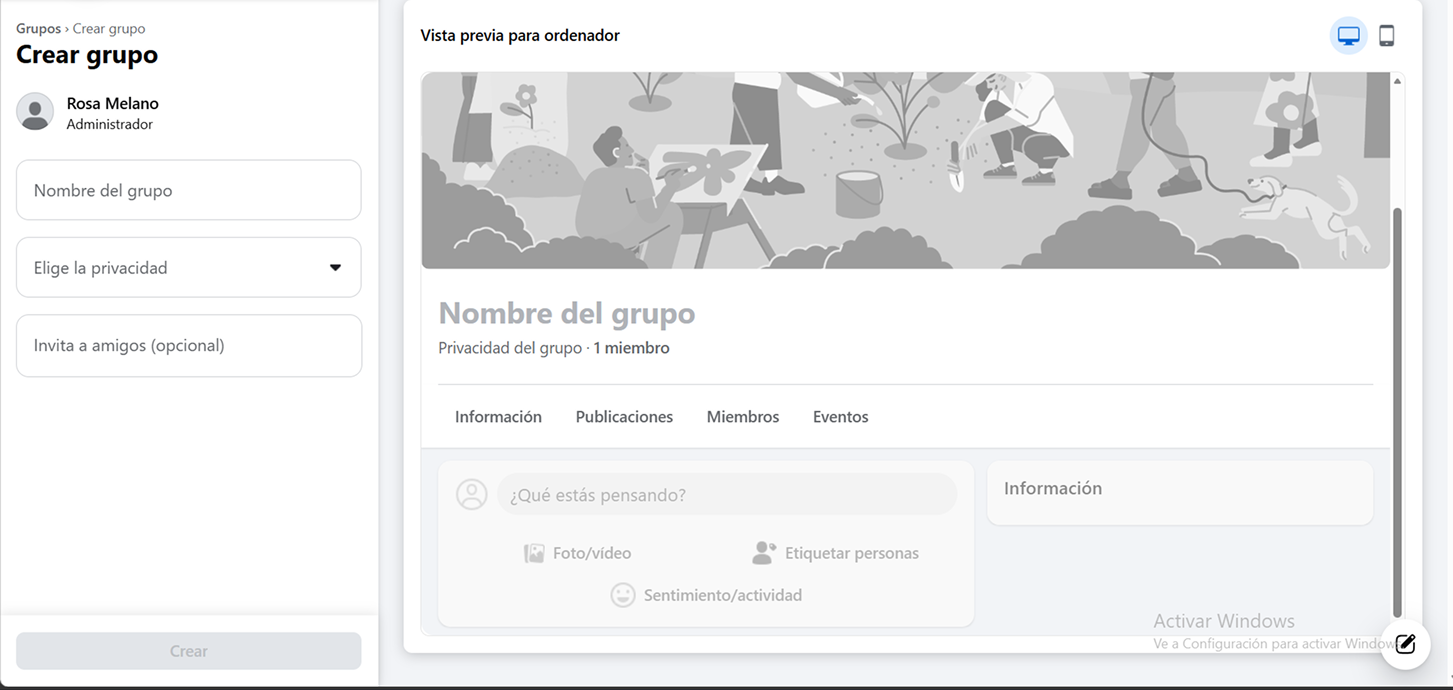 Grupos › Crear grupo
Crear grupo
Rosa Melano
Administrador
Nombre del grupo
Elige la privacidad
Invita a amigos (opcional)
Crear
Vista previa para ordenador
Nombre del grupo
Privacidad del grupo · 1 miembro
Información Publicaciones Miembros Eventos
¿Qué estás pensando?
Foto/vídeo Etiquetar personas
Sentimiento/actividad
Información
Activar Windows
Ve a Configuración para activar Windows